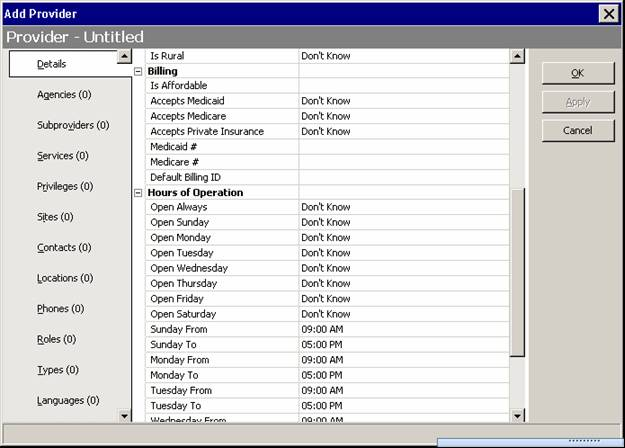 Add Provider
Provider - Untitled
Details
Agencies (0)
Subproviders (0)
Services (0)
Privileges (0)
Sites (0)
Contacts (0)
Locations (0)
Phones (0)
Roles (0)
Types (0)
Languages (0)
Is Rural Don't Know
Billing
Is Affordable
Accepts Medicaid Don't Know
Accepts Medicare Don't Know
Accepts Private Insurance Don't Know
Medicaid #
Medicare #
Default Billing ID
Hours of Operation
Open Always Don't Know
Open Sunday Don't Know
Open Monday Don't Know
Open Tuesday Don't Know
Open Wednesday Don't Know
Open Thursday Don't Know
Open Friday Don't Know
Open Saturday Don't Know
Sunday From 09:00 AM
Sunday To 05:00 PM
Monday From 09:00 AM
Monday To 05:00 PM
Tuesday From 09:00 AM
Tuesday To 05:00 PM
Wednesday From 09:00 AM
OK
Apply
Cancel